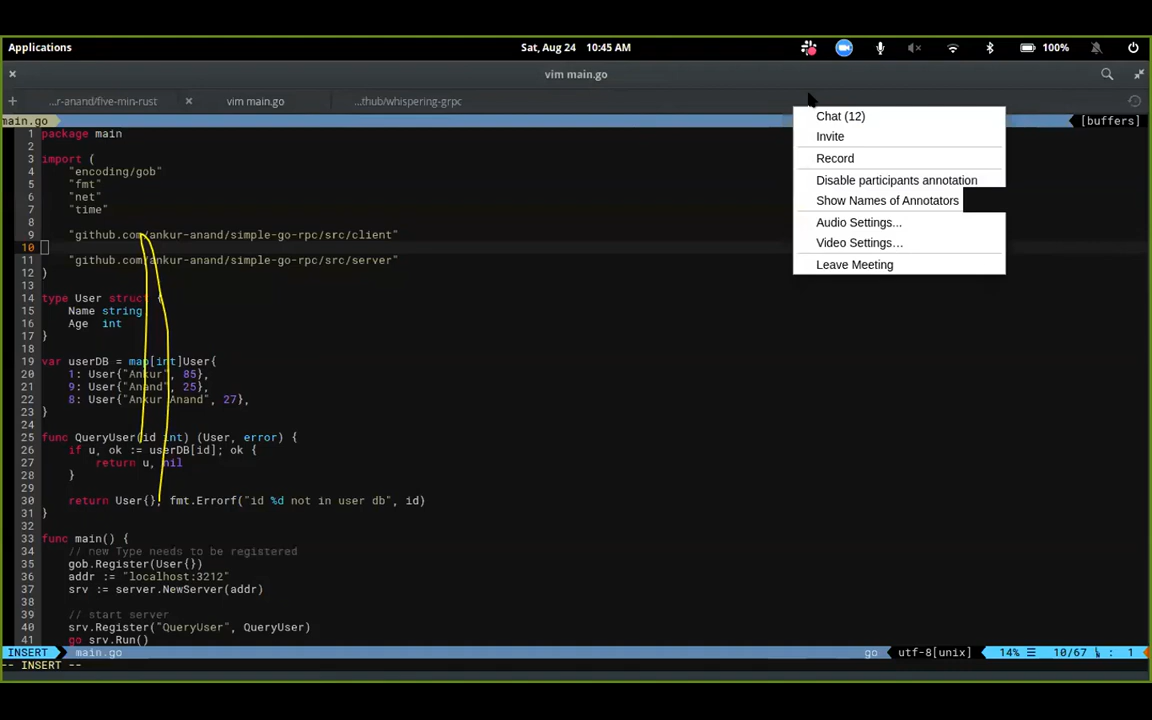 Applications
Sat, Aug 24 10:45 AM
100%
vim main.go
...r-anand/five-min-rust
vim main.go
...thub/whispering-grpc
main.go
[buffers]
Chat (12)
Invite
Record
Disable participants annotation
Show Names of Annotators
Audio Settings...
Video Settings...
Leave Meeting
1 package main
2
3 import (
4 "encoding/gob"
5 "fmt"
6 "net"
7 "time"
8
9 "github.com/ankur-anand/simple-go-rpc/src/client"
10
11 "github.com/ankur-anand/simple-go-rpc/src/server"
12 )
13
14 type User struct {
15 Name string
16 Age int
17 }
18
19 var userDB = map[int]User{
20 1: User{"Ankur", 85},
21 9: User{"Anand", 25},
22 8: User{"Ankur Anand", 27},
23 }
24
25 func QueryUser(id int) (User, error) {
26 if u, ok := userDB[id]; ok {
27 return u, nil
28 }
29
30 return User{}, fmt.Errorf("id %d not in user db", id)
31 }
32
33 func main() {
34 // new Type needs to be registered
35 gob.Register(User{})
36 addr := "localhost:3212"
37 srv := server.NewServer(addr)
38
39 // start server
40 srv.Register("QueryUser", QueryUser)
41 go srv.Run()
INSERT main.go go utf-8[unix] 14% ☰ 10/67 : 1
-- INSERT --